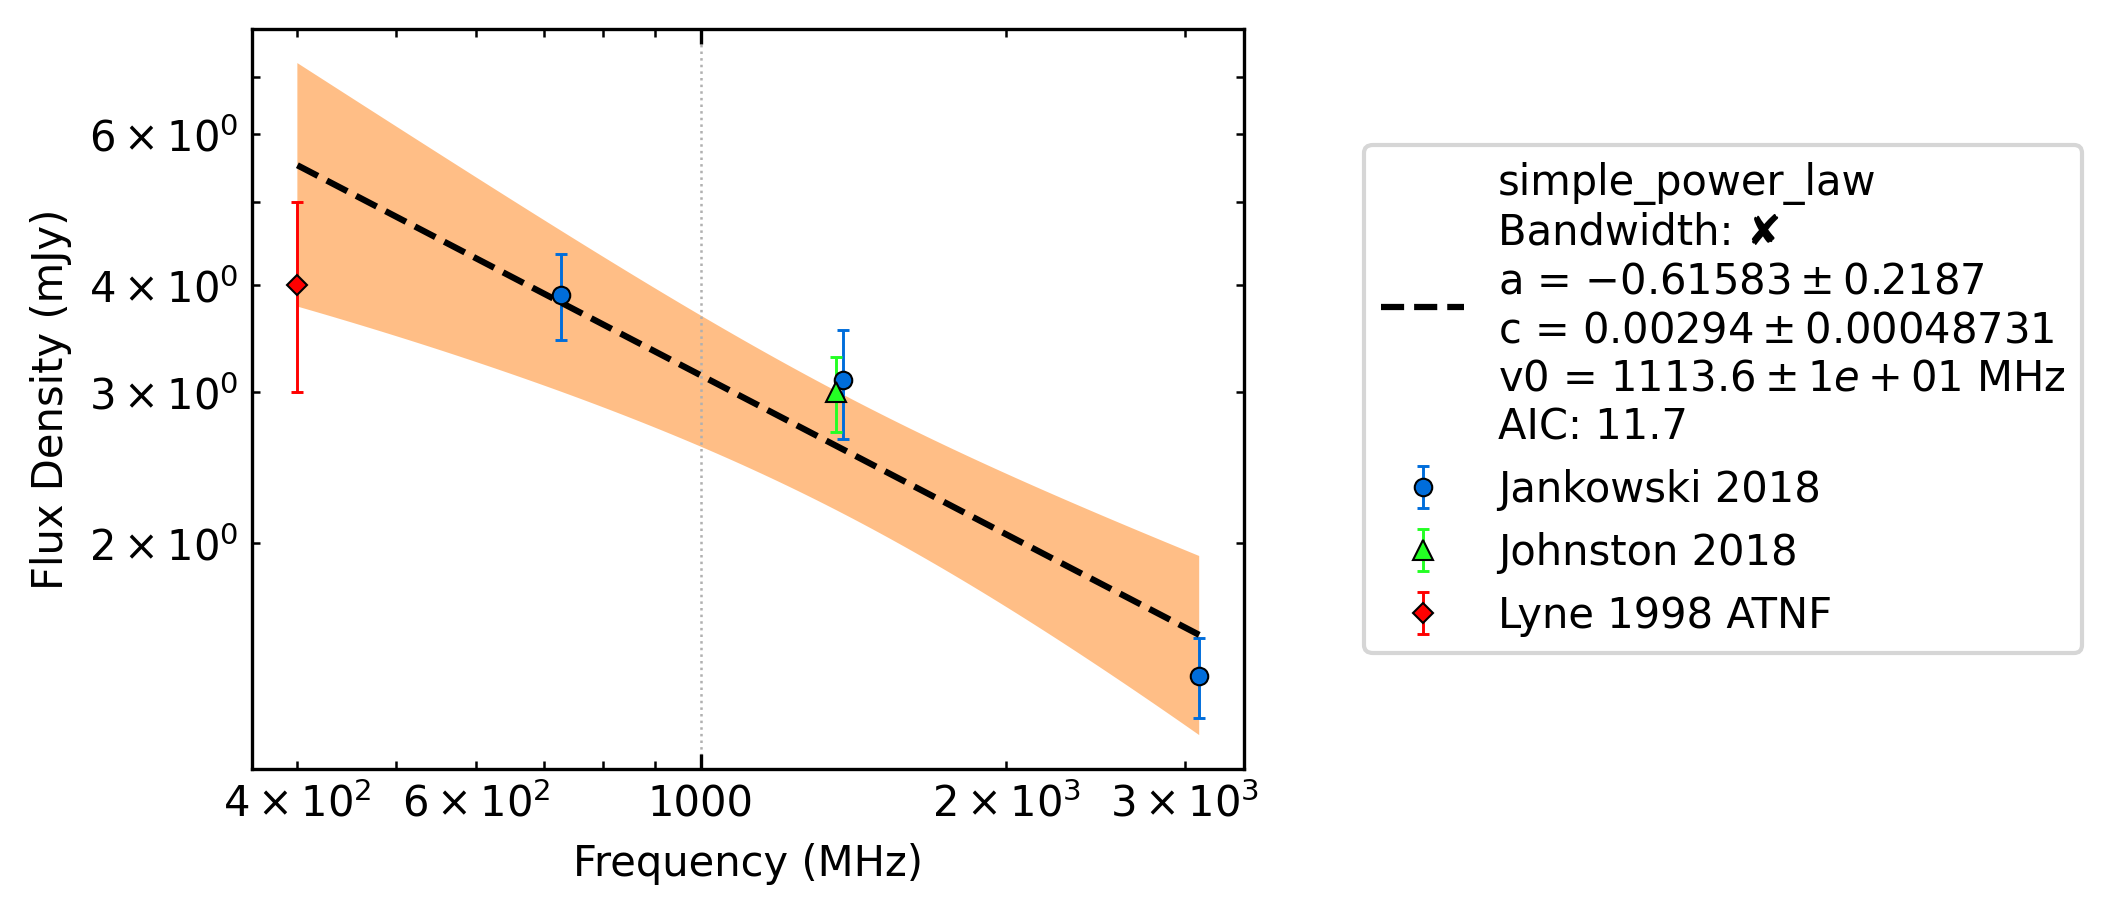 6 × 10⁰
4 × 10⁰
3 × 10⁰
2 × 10⁰
Flux Density (mJy)
4 × 10² 6 × 10² 1000 2 × 10³ 3 × 10³
Frequency (MHz)
simple_power_law
Bandwidth: ✘
a = −0.61583 ± 0.2187
c = 0.00294 ± 0.00048731
v0 = 1113.6 ± 1e + 01 MHz
AIC: 11.7
Jankowski 2018
Johnston 2018
Lyne 1998 ATNF